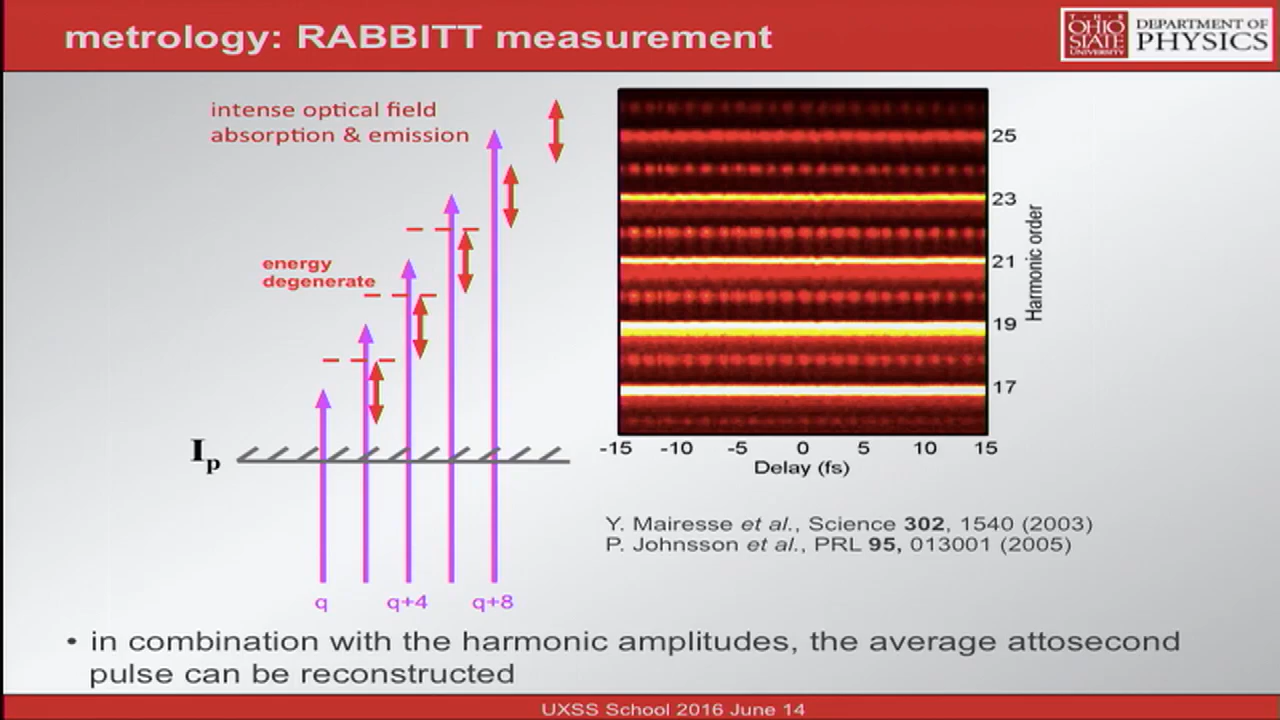 metrology: RABBITT measurement
T · H · E
OHIO
STATE
UNIVERSITY
DEPARTMENT OF
PHYSICS
intense optical field
absorption & emission
energy
degenerate
Ip
q
q+4
q+8
25
23
21
19
17
Harmonic order
-15 -10 -5 0 5 10 15
Delay (fs)
Y. Mairesse et al., Science 302, 1540 (2003)
P. Johnsson et al., PRL 95, 013001 (2005)
• in combination with the harmonic amplitudes, the average attosecond
pulse can be reconstructed
UXSS School 2016 June 14